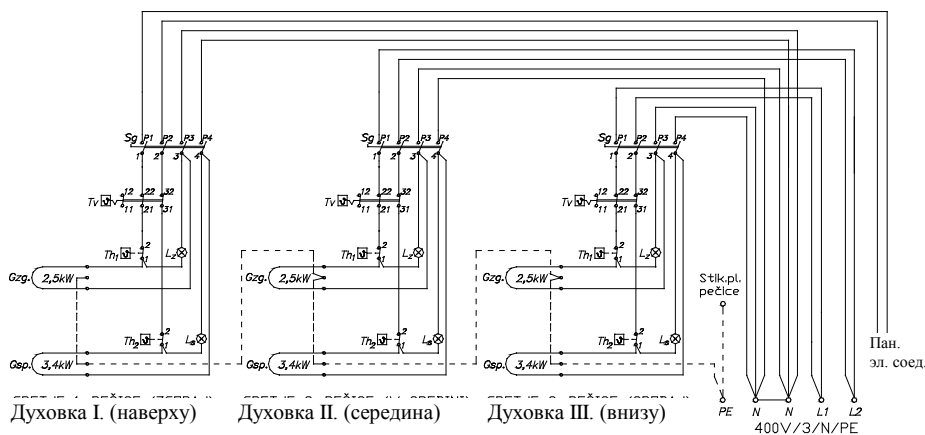 Sg P1 P2 P3 P4
1 2 3 4
Sg P1 P2 P3 P4
1 2 3 4
Sg P1 P2 P3 P4
1 2 3 4
12 22 32
Tv
11 21 31
12 22 32
Tv
11 21 31
12 22 32
Tv
11 21 31
2
Th1 Lz
1
2
Th1 Lz
1
2
Th1 Lz
1
Gzg. 2,5kW
2,5kW
Gzg. 2,5kW
Stik.pl.
pečice
2
Th2 Ls
1
2
Th2 Ls
1
2
Th2 Ls
1
Gsp. 3,4kW
Gsp. 3,4kW
Gsp. 3,4kW
Пан.
эл. соед.
Духовка I. (наверху)
Духовка II. (середина)
Духовка III. (внизу)
PE N N L1 L2
400V/3/N/PE